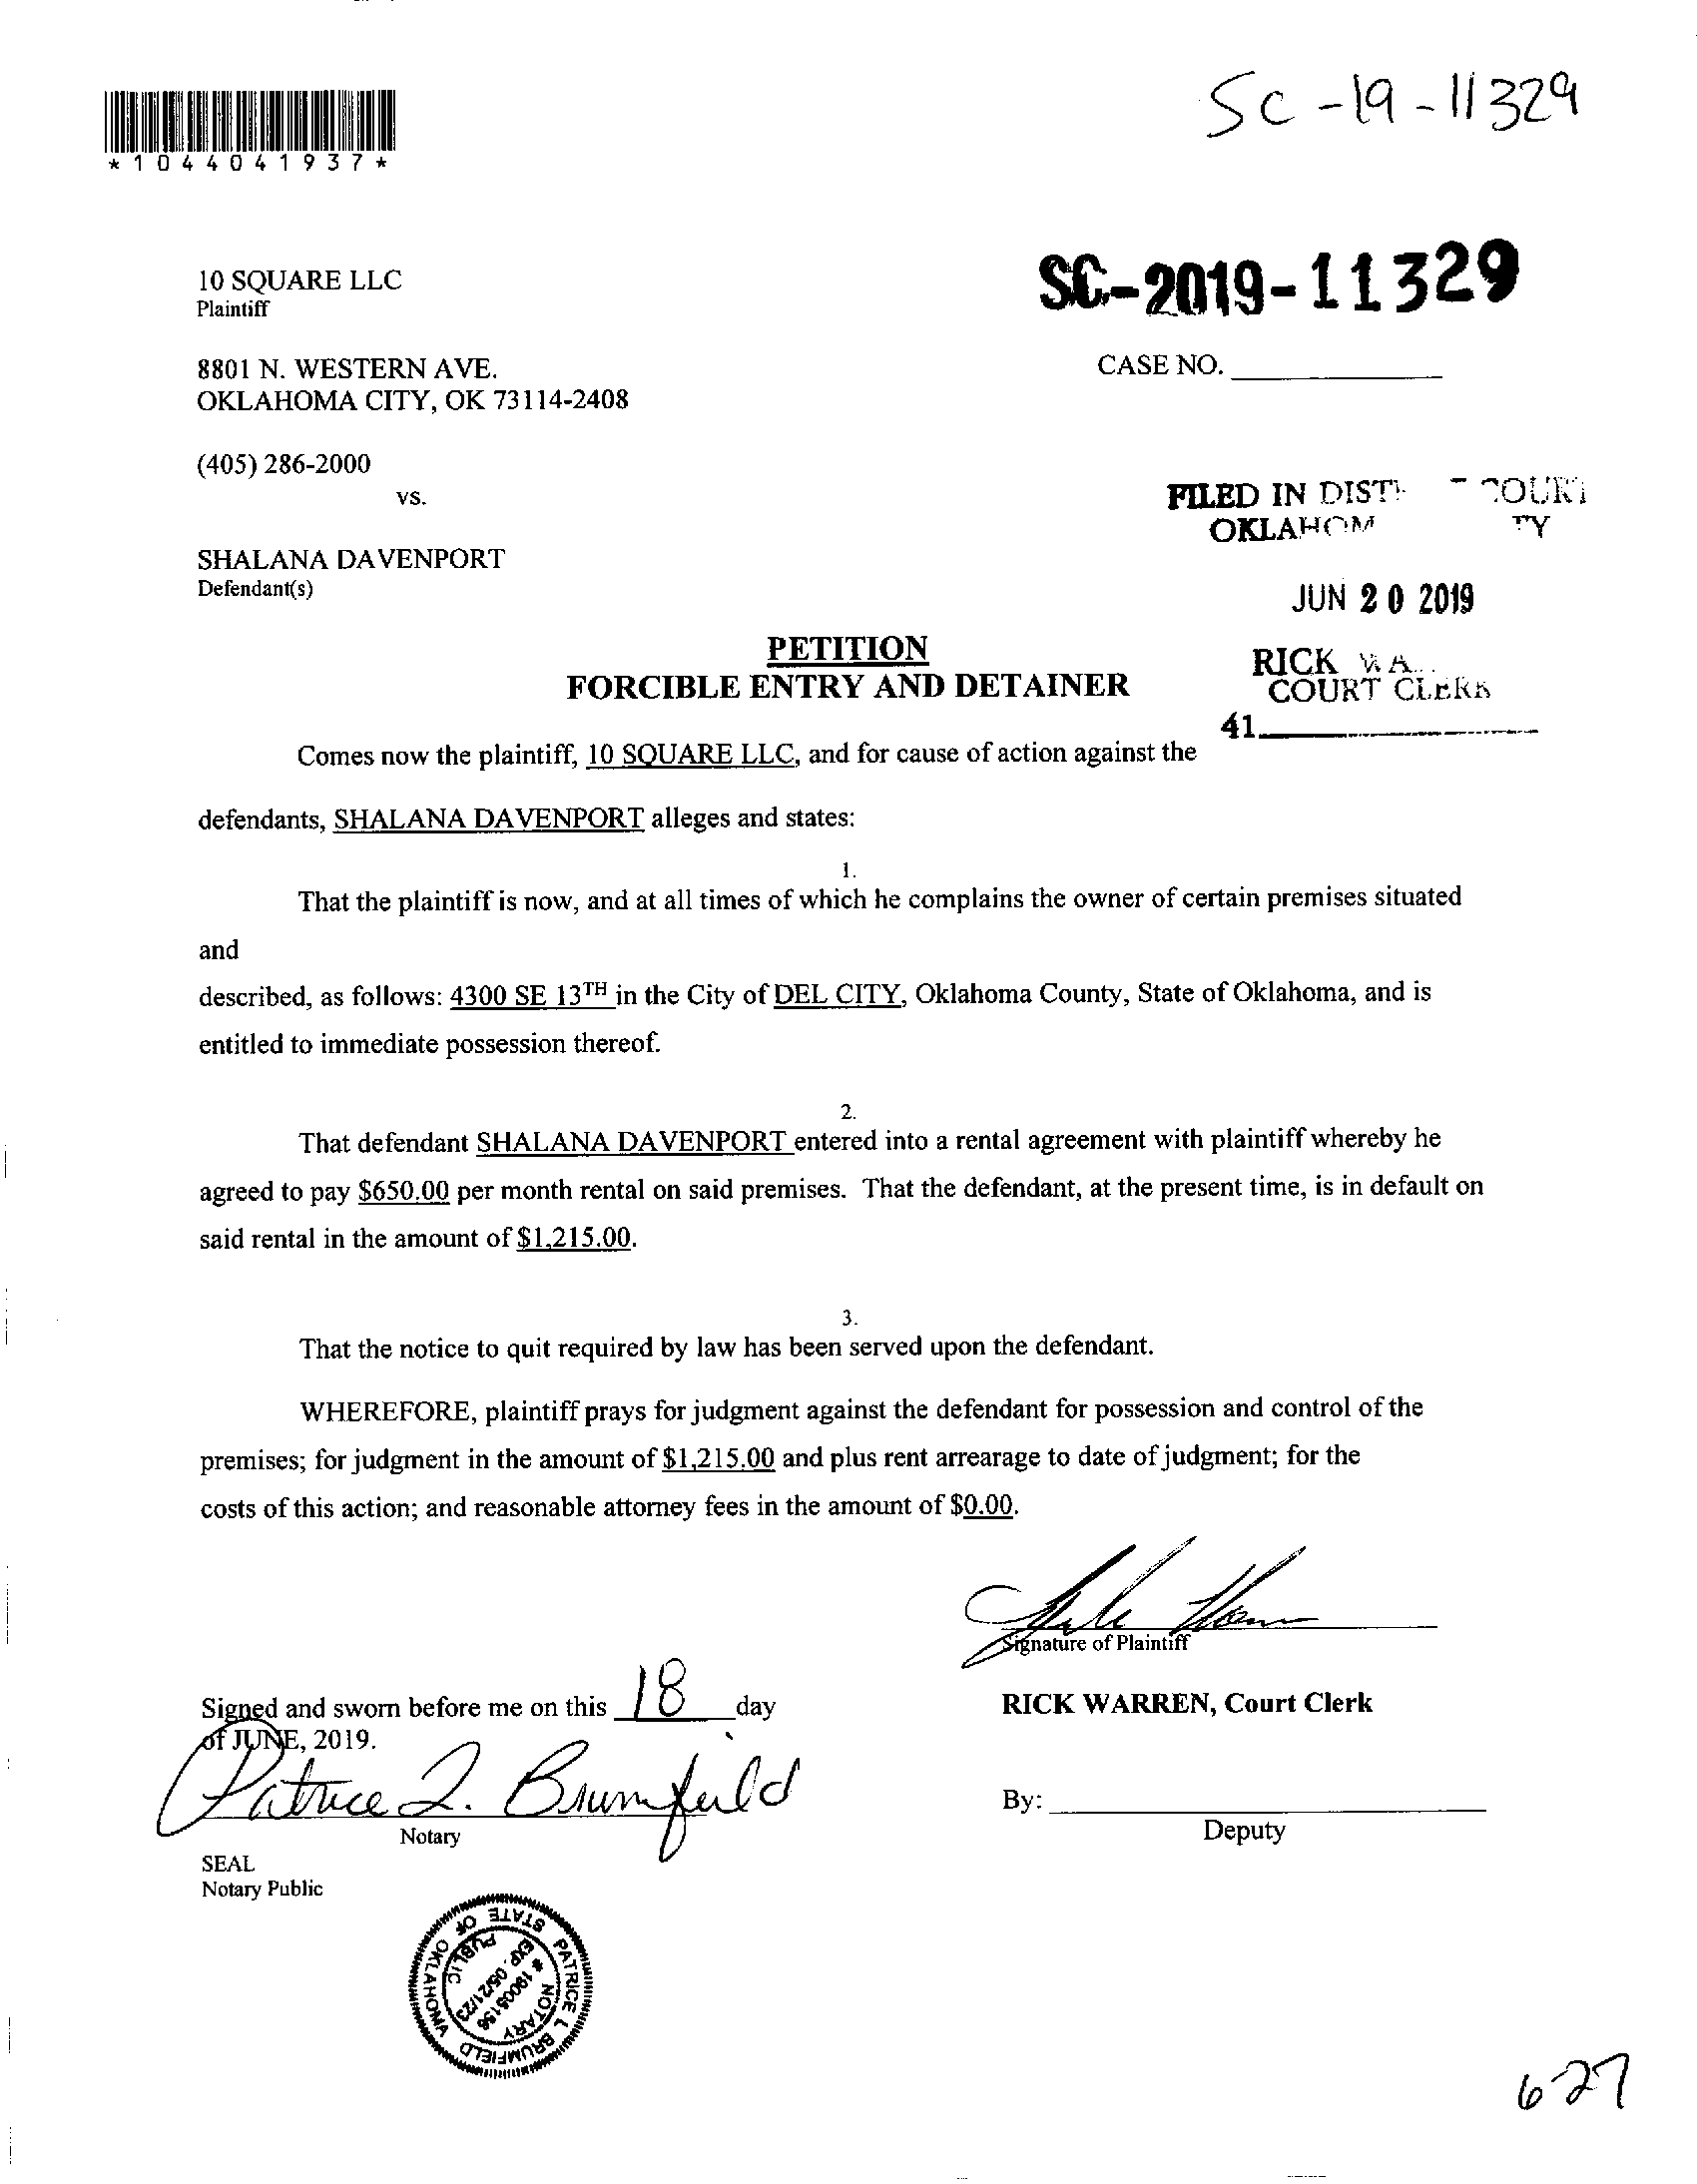 SC-19-11329
*1044041937*
SC-2019-11329
10 SQUARE LLC
Plaintiff
8801 N. WESTERN AVE.
CASE NO.
OKLAHOMA CITY, OK 73114-2408
(405) 286-2000
vs.
FILED IN DIST COURT
OKLAHOM TY
SHALANA DAVENPORT
Defendant(s)
JUN 20 2019
PETITION
RICK WA
FORCIBLE ENTRY AND DETAINER
COURT CLERK
41
Comes now the plaintiff, 10 SQUARE LLC, and for cause of action against the
defendants, SHALANA DAVENPORT alleges and states:
1.
That the plaintiff is now, and at all times of which he complains the owner of certain premises situated
and
described, as follows: 4300 SE 13TH in the City of DEL CITY, Oklahoma County, State of Oklahoma, and is
entitled to immediate possession thereof.
2.
That defendant SHALANA DAVENPORT entered into a rental agreement with plaintiff whereby he
agreed to pay $650.00 per month rental on said premises. That the defendant, at the present time, is in default on
said rental in the amount of $1,215.00.
3.
That the notice to quit required by law has been served upon the defendant.
WHEREFORE, plaintiff prays for judgment against the defendant for possession and control of the
premises; for judgment in the amount of $1,215.00 and plus rent arrearage to date of judgment; for the
costs of this action; and reasonable attorney fees in the amount of $0.00.
Signature of Plaintiff
Signed and sworn before me on this 18 day
of JUNE, 2019.
RICK WARREN, Court Clerk
Patrice L. Brumfield
By:
Notary
Deputy
SEAL
Notary Public
PATRICE L BRUMFIELD
STATE OF OKLAHOMA
NOTARY PUBLIC
# 19005156
EXP. 05/21/23
627